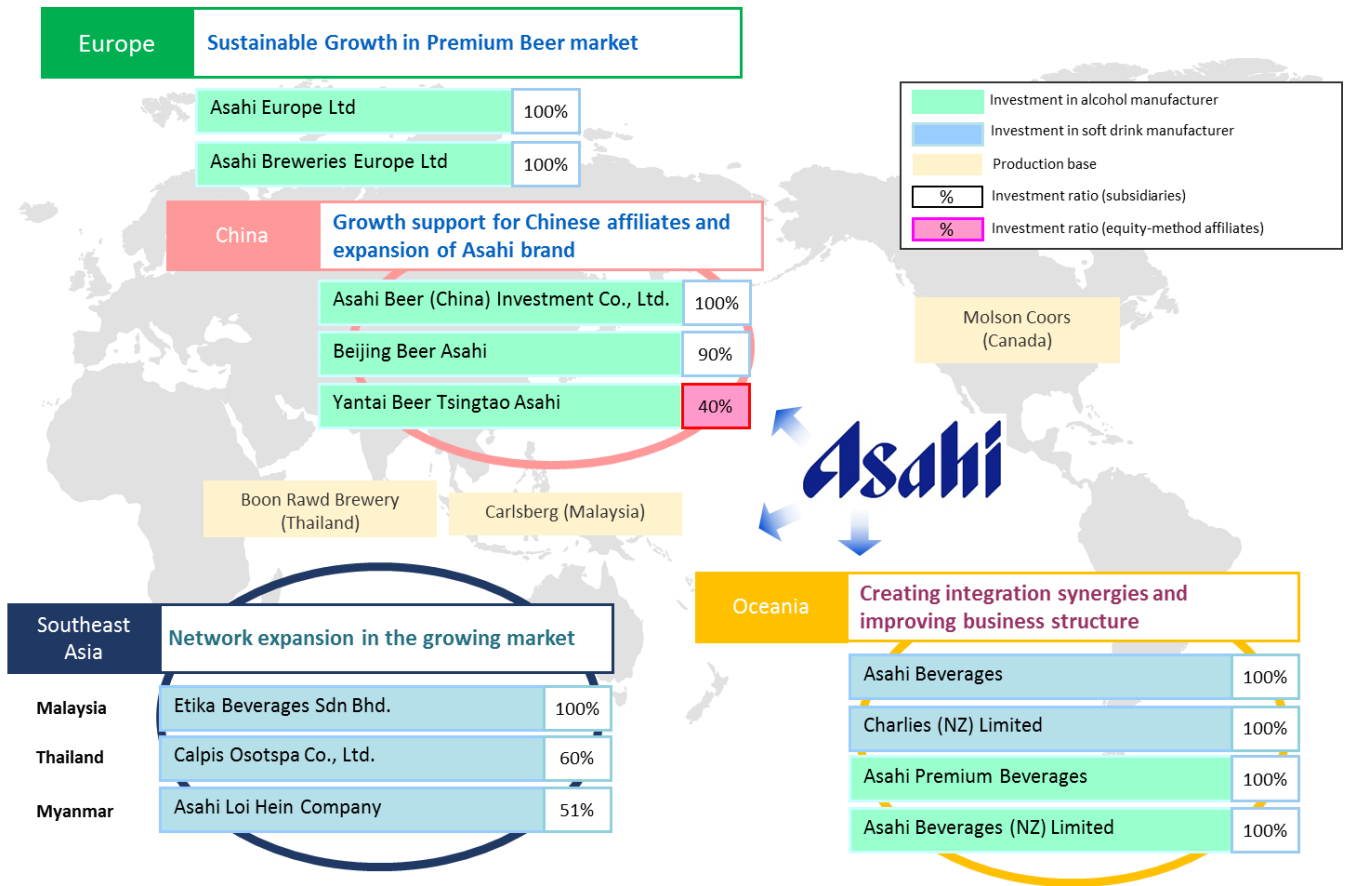 Europe
Sustainable Growth in Premium Beer market
Asahi Europe Ltd
100%
Asahi Breweries Europe Ltd
100%
Investment in alcohol manufacturer
Investment in soft drink manufacturer
Production base
% Investment ratio (subsidiaries)
% Investment ratio (equity-method affiliates)
China
Growth support for Chinese affiliates and
expansion of Asahi brand
Asahi Beer (China) Investment Co., Ltd.
100%
Beijing Beer Asahi
90%
Yantai Beer Tsingtao Asahi
40%
Molson Coors
(Canada)
Asahi
Boon Rawd Brewery
(Thailand)
Carlsberg (Malaysia)
Southeast
Asia
Network expansion in the growing market
Malaysia
Etika Beverages Sdn Bhd.
100%
Thailand
Calpis Osotspa Co., Ltd.
60%
Myanmar
Asahi Loi Hein Company
51%
Oceania
Creating integration synergies and
improving business structure
Asahi Beverages
100%
Charlies (NZ) Limited
100%
Asahi Premium Beverages
100%
Asahi Beverages (NZ) Limited
100%